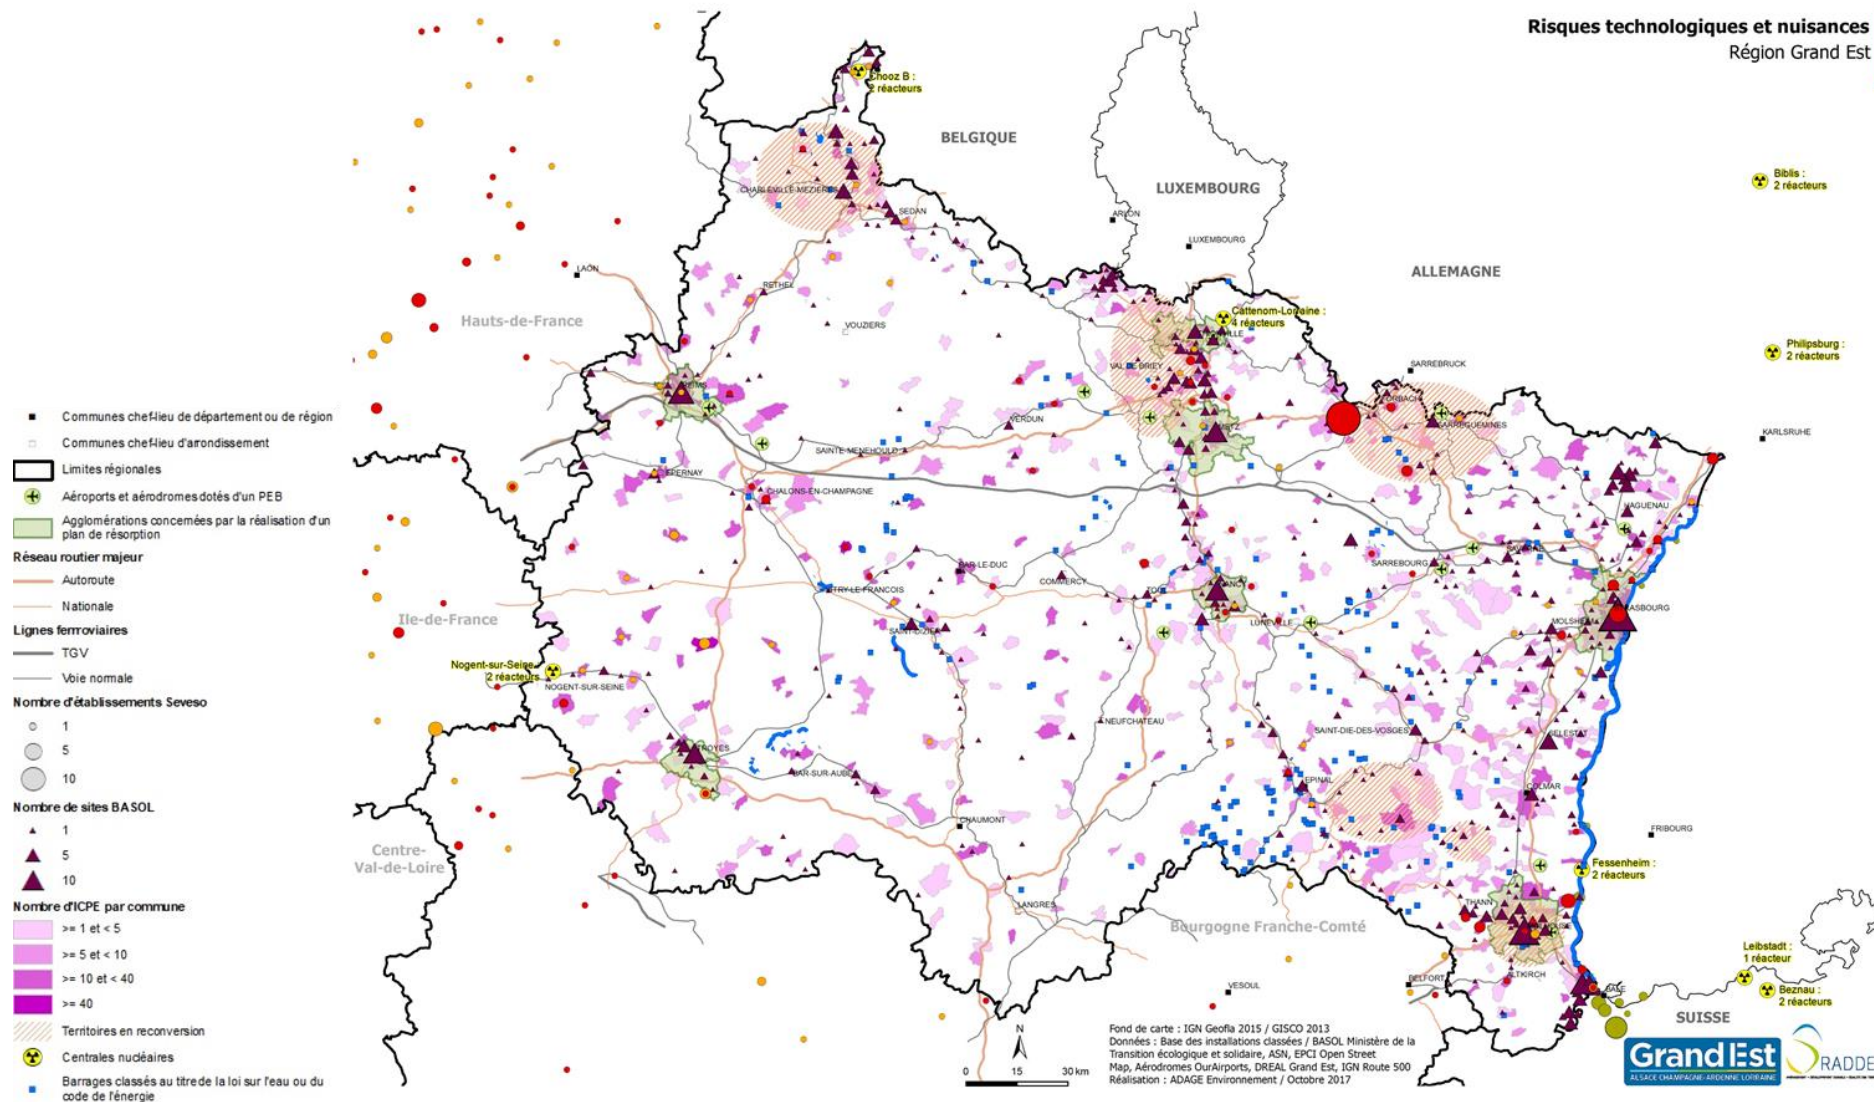 Risques technologiques et nuisances
Région Grand Est
Chooz B :
2 réacteurs
BELGIQUE
LUXEMBOURG
Biblis :
2 réacteurs
CHARLEVILLE-MEZIERES
SEDAN
ARLON
LUXEMBOURG
LAON
ALLEMAGNE
RETHEL
Hauts-de-France
VOUZIERS
Cattenom-Lorraine :
4 réacteurs
Philipsburg :
2 réacteurs
VAL DE BRIEY
SARREBRUCK
REIMS
FORBACH
VERDUN
METZ
SARREGUEMINES
KARLSRUHE
SAINTE-MENEHOULD
EPERNAY
CHALONS-EN-CHAMPAGNE
HAGUENAU
SAVERNE
BAR-LE-DUC
SARREBOURG
COMMERCY
TOUL
NANCY
VITRY-LE-FRANCOIS
STRASBOURG
Ile-de-France
SAINT-DIZIER
LUNEVILLE
MOLSHEIM
Nogent-sur-Seine
2 réacteurs
NOGENT-SUR-SEINE
NEUFCHATEAU
SAINT-DIE-DES-VOSGES
SELESTAT
TROYES
BAR-SUR-AUBE
EPINAL
COLMAR
CHAUMONT
FRIBOURG
Centre-
Val-de-Loire
Fessenheim :
2 réacteurs
LANGRES
THANN
Bourgogne Franche-Comté
Leibstadt :
1 réacteur
BELFORT
ALTKIRCH
VESOUL
BALE
Beznau :
2 réacteurs
SUISSE
Communes chef-lieu de département ou de région
Communes chef-lieu d'arrondissement
Limites régionales
Aéroports et aérodromes dotés d'un PEB
Agglomérations concernées par la réalisation d'un
plan de résorption
Réseau routier majeur
Autoroute
Nationale
Lignes ferrroviaires
TGV
Voie normale
Nombre d'établissements Seveso
1
5
10
Nombre de sites BASOL
1
5
10
Nombre d'ICPE par commune
>= 1 et < 5
>= 5 et < 10
>= 10 et < 40
>= 40
Territoires en reconversion
Centrales nucléaires
Barrages classés au titre de la loi sur l'eau ou du
code de l'énergie
N
0 15 30 km
Fond de carte : IGN Geofla 2015 / GISCO 2013
Données : Base des installations classées / BASOL Ministère de la
Transition écologique et solidaire, ASN, EPCI Open Street
Map, Aérodromes OurAirports, DREAL Grand Est, IGN Route 500
Réalisation : ADAGE Environnement / Octobre 2017
Grand Est
ALSACE CHAMPAGNE-ARDENNE LORRAINE
RADDE